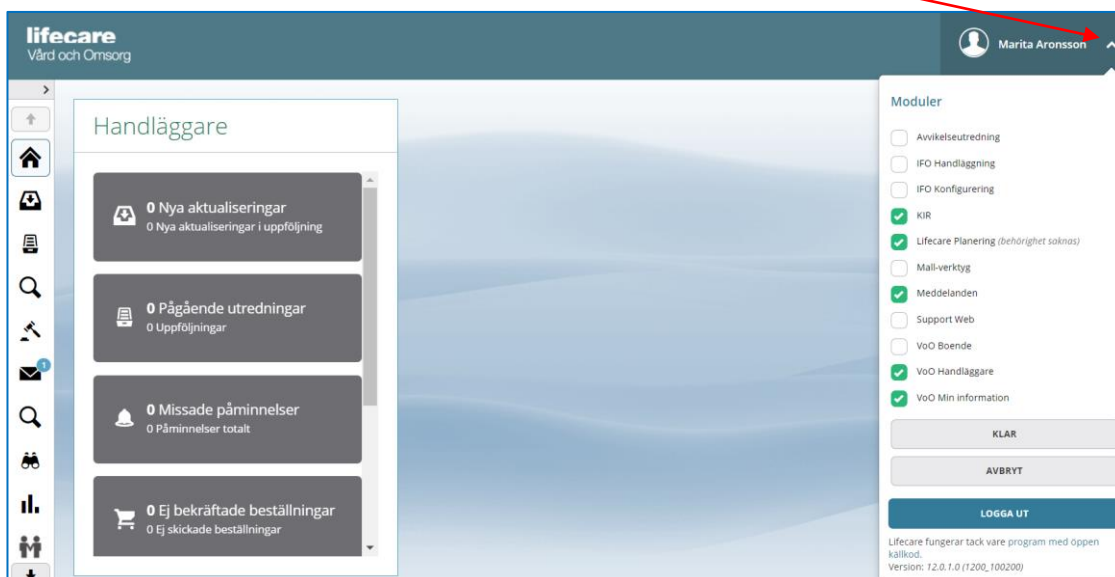 lifecare
Vård och Omsorg
Marita Aronsson
Handläggare
0 Nya aktualiseringar
0 Nya aktualiseringar i uppföljning
0 Pågående utredningar
0 Uppföljningar
0 Missade påminnelser
0 Påminnelser totalt
0 Ej bekräftade beställningar
0 Ej skickade beställningar
1
Moduler
Avvikelseutredning
IFO Handläggning
IFO Konfigurering
KIR
Lifecare Planering (behörighet saknas)
Mall-verktyg
Meddelanden
Support Web
VoO Boende
VoO Handläggare
VoO Min information
KLAR
AVBRYT
LOGGA UT
Lifecare fungerar tack vare program med öppen
källkod.
Version: 12.0.1.0 (1200_100200)